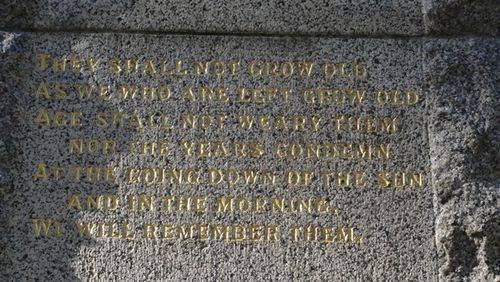 THEY SHALL NOT GROW OLD
AS WE WHO ARE LEFT GROW OLD
AGE SHALL NOT WEARY THEM
NOR THE YEARS CONDEMN
AT THE GOING DOWN OF THE SUN
AND IN THE MORNING.
WE WILL REMEMBER THEM.